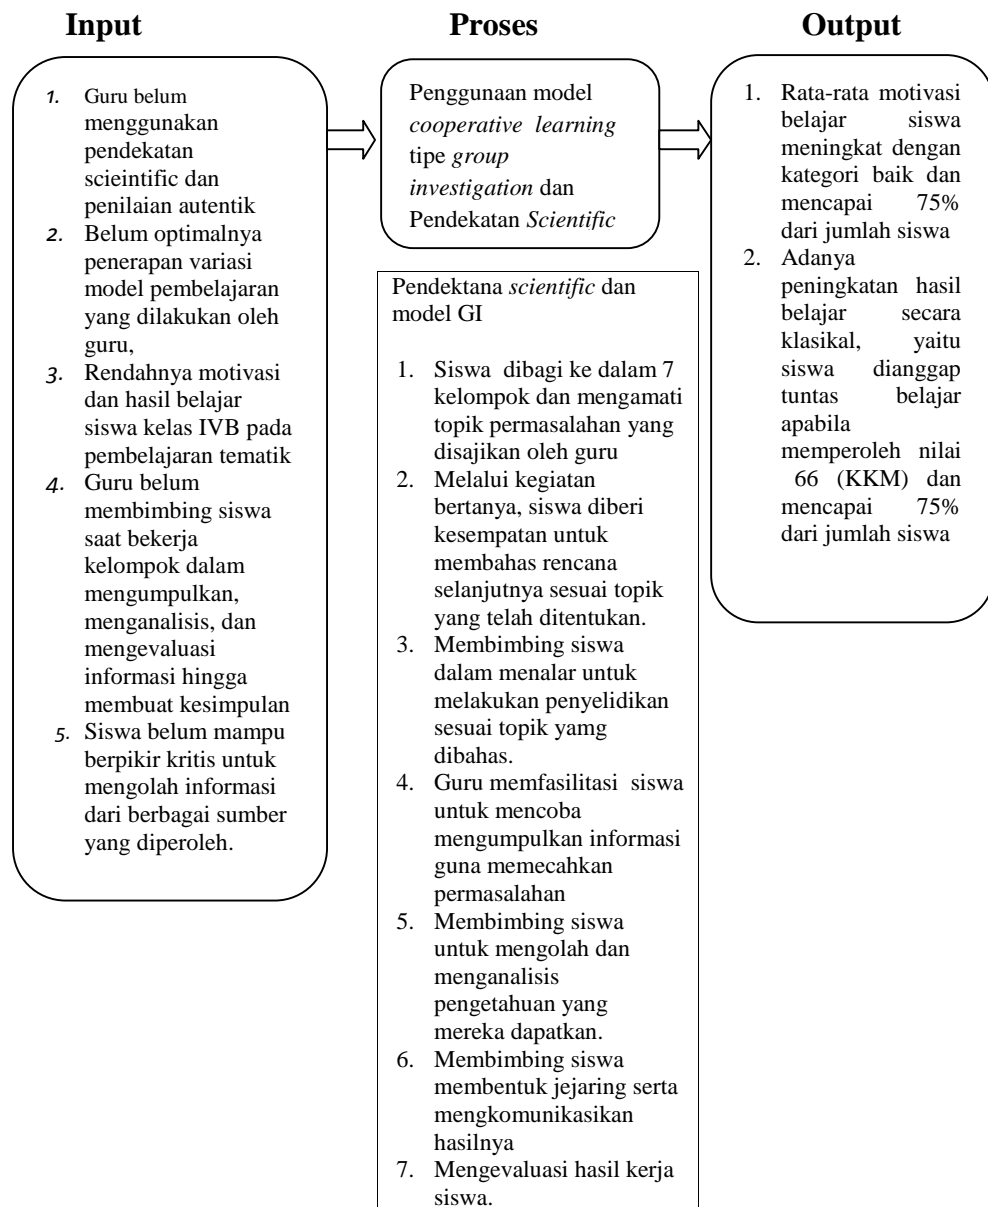 Input
Proses
Output
1. Guru belum
menggunakan
pendekatan
scieintific dan
penilaian autentik
2. Belum optimalnya
penerapan variasi
model pembelajaran
yang dilakukan oleh
guru,
3. Rendahnya motivasi
dan hasil belajar
siswa kelas IVB pada
pembelajaran tematik
4. Guru belum
membimbing siswa
saat bekerja
kelompok dalam
mengumpulkan,
menganalisis, dan
mengevaluasi
informasi hingga
membuat kesimpulan
5. Siswa belum mampu
berpikir kritis untuk
mengolah informasi
dari berbagai sumber
yang diperoleh.
Penggunaan model
cooperative learning
tipe group
investigation dan
Pendekatan Scientific
Pendektana scientific dan
model GI
1. Siswa dibagi ke dalam 7
kelompok dan mengamati
topik permasalahan yang
disajikan oleh guru
2. Melalui kegiatan
bertanya, siswa diberi
kesempatan untuk
membahas rencana
selanjutnya sesuai topik
yang telah ditentukan.
3. Membimbing siswa
dalam menalar untuk
melakukan penyelidikan
sesuai topik yamg
dibahas.
4. Guru memfasilitasi siswa
untuk mencoba
mengumpulkan informasi
guna memecahkan
permasalahan
5. Membimbing siswa
untuk mengolah dan
menganalisis
pengetahuan yang
mereka dapatkan.
6. Membimbing siswa
membentuk jejaring serta
mengkomunikasikan
hasilnya
7. Mengevaluasi hasil kerja
siswa.
1. Rata-rata motivasi
belajar siswa
meningkat dengan
kategori baik dan
mencapai 75%
dari jumlah siswa
2. Adanya
peningkatan hasil
belajar secara
klasikal, yaitu
siswa dianggap
tuntas belajar
apabila
memperoleh nilai
66 (KKM) dan
mencapai 75%
dari jumlah siswa